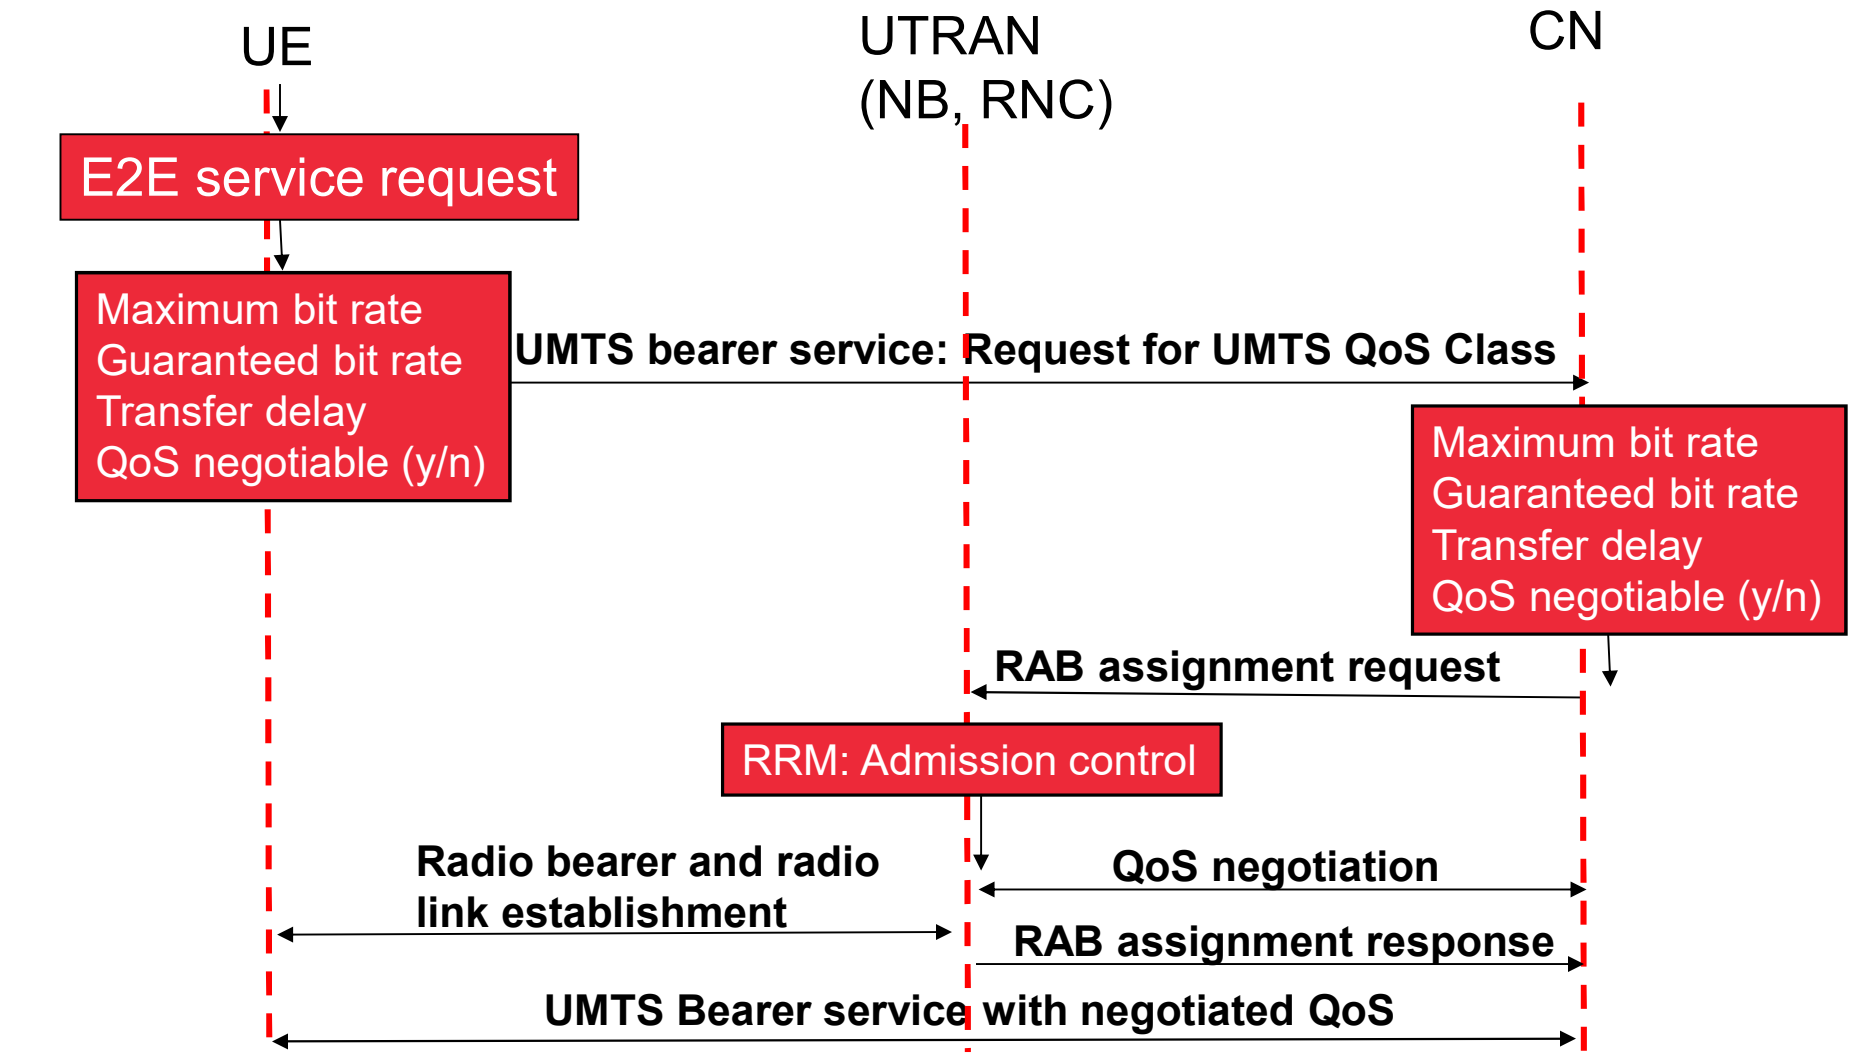 UE
UTRAN
(NB, RNC)
CN
E2E service request
Maximum bit rate
Guaranteed bit rate
Transfer delay
QoS negotiable (y/n)
UMTS bearer service: Request for UMTS QoS Class
Maximum bit rate
Guaranteed bit rate
Transfer delay
QoS negotiable (y/n)
RAB assignment request
RRM: Admission control
Radio bearer and radio
link establishment
QoS negotiation
RAB assignment response
UMTS Bearer service with negotiated QoS